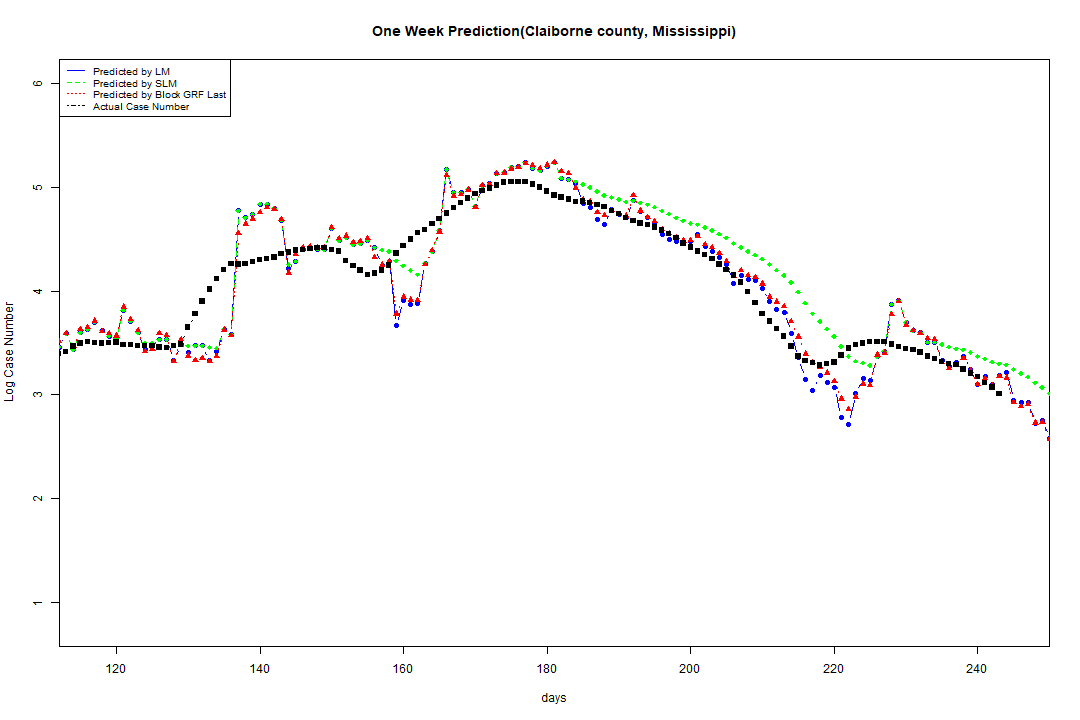 One Week Prediction(Claiborne county, Mississippi)
Predicted by LM
Predicted by SLM
Predicted by Block GRF Last
Actual Case Number
6
5
4
3
2
1
Log Case Number
120 140 160 180 200 220 240
days